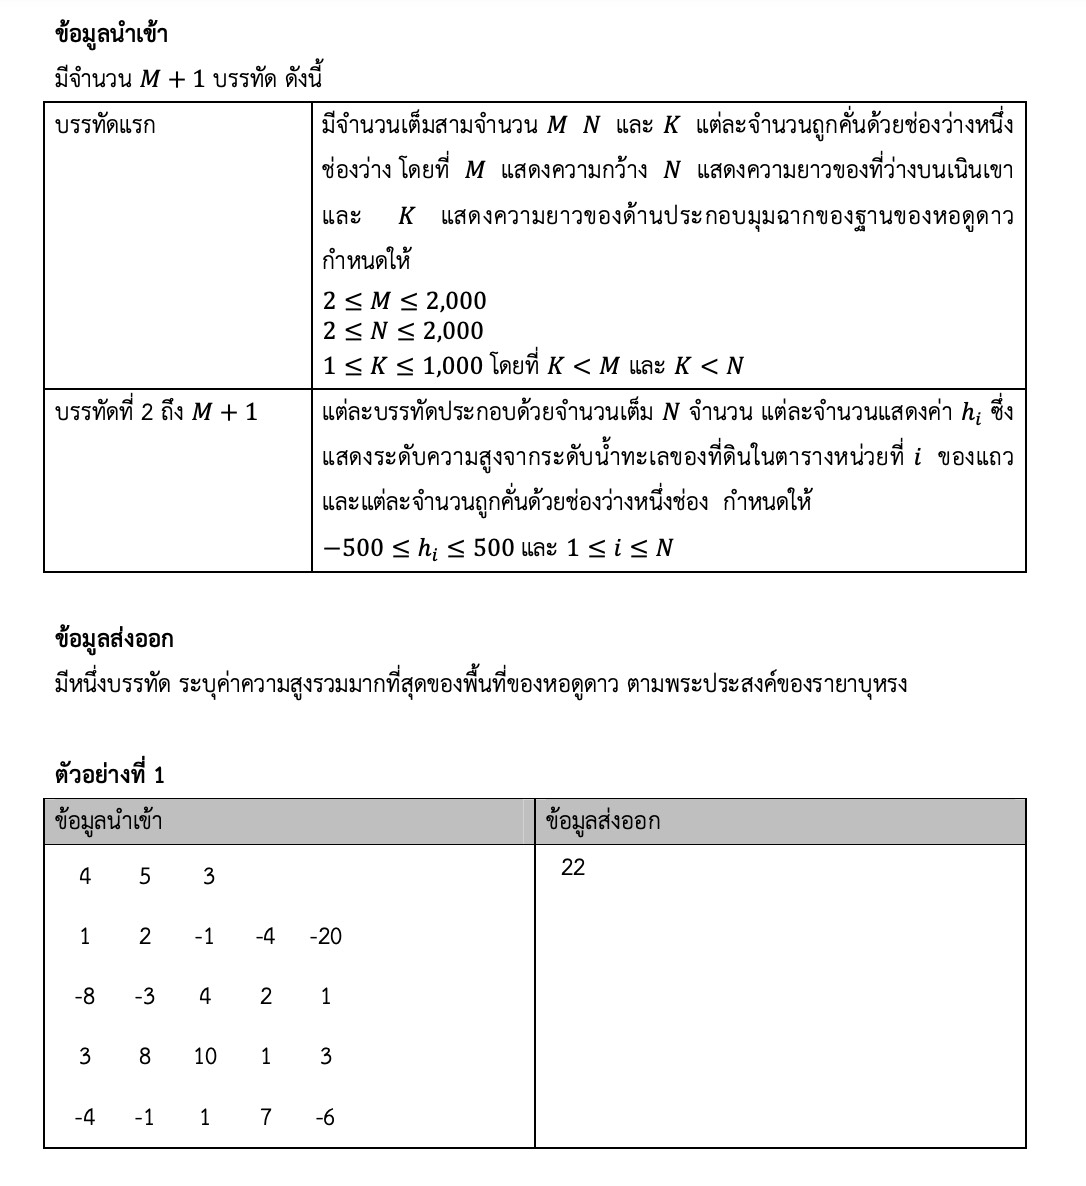 ข้อมูลนำเข้า
มีจำนวน M + 1 บรรทัด ดังนี้
บรรทัดแรก
มีจำนวนเต็มสามจำนวน M N และ K แต่ละจำนวนถูกคั่นด้วยช่องว่างหนึ่ง
ช่องว่าง โดยที่ M แสดงความกว้าง N แสดงความยาวของที่ว่างบนเนินเขา
และ K แสดงความยาวของด้านประกอบมุมฉากของฐานของหอดูดาว
กำหนดให้
2 ≤ M ≤ 2,000
2 ≤ N ≤ 2,000
1 ≤ K ≤ 1,000 โดยที่ K < M และ K < N
บรรทัดที่ 2 ถึง M + 1
แต่ละบรรทัดประกอบด้วยจำนวนเต็ม N จำนวน แต่ละจำนวนแสดงค่า hᵢ ซึ่ง
แสดงระดับความสูงจากระดับน้ำทะเลของที่ดินในตารางหน่วยที่ i ของแถว
และแต่ละจำนวนถูกคั่นด้วยช่องว่างหนึ่งช่อง กำหนดให้
−500 ≤ hᵢ ≤ 500 และ 1 ≤ i ≤ N
ข้อมูลส่งออก
มีหนึ่งบรรทัด ระบุค่าความสูงรวมมากที่สุดของพื้นที่ของหอดูดาว ตามพระประสงค์ของรายาบุหรง
ตัวอย่างที่ 1
ข้อมูลนำเข้า ข้อมูลส่งออก
4 5 3
22
1 2 -1 -4 -20
-8 -3 4 2 1
3 8 10 1 3
-4 -1 1 7 -6